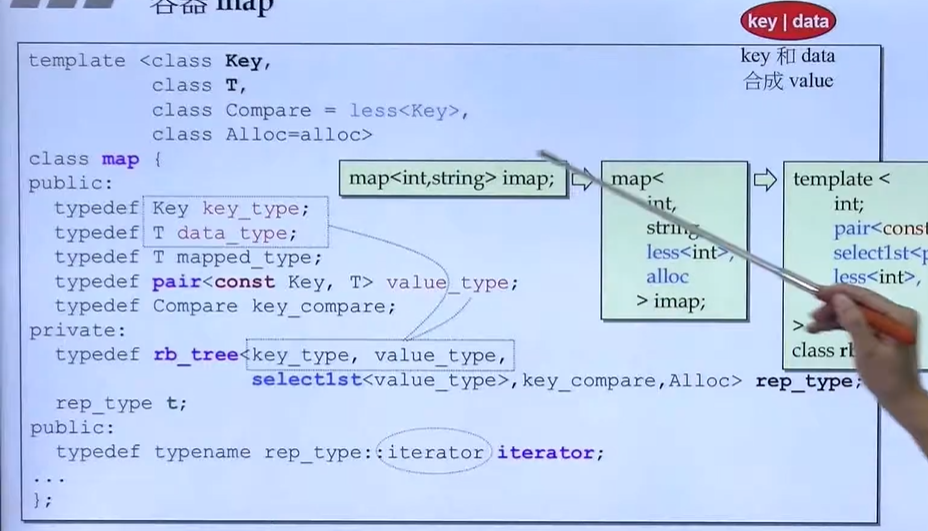 容器 map
key | data
key 和 data
合成 value
template <class Key,
class T,
class Compare = less<Key>,
class Alloc=alloc>
class map {
public:
typedef Key key_type;
typedef T data_type;
typedef T mapped_type;
typedef pair<const Key, T> value_type;
typedef Compare key_compare;
private:
typedef rb_tree<key_type, value_type,
select1st<value_type>,key_compare,Alloc> rep_type;
rep_type t;
public:
typedef typename rep_type::iterator iterator;
...
};
map<int,string> imap;
map<
int,
string,
less<int>,
alloc
> imap;
template <
int;
pair<const
select1st<p
less<int>,
>
class rb